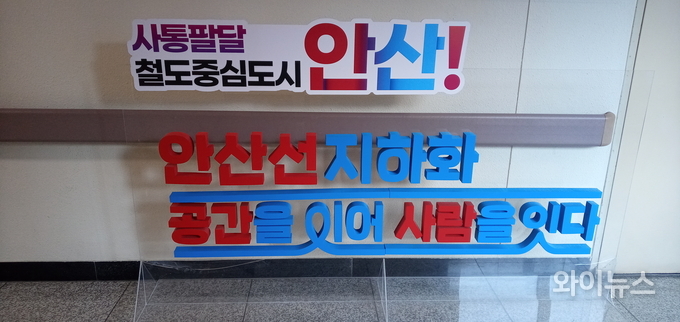 사통팔달
철도중심도시 안산!
안산선 지하화
공간을 이어 사람을 잇다
와이뉴스